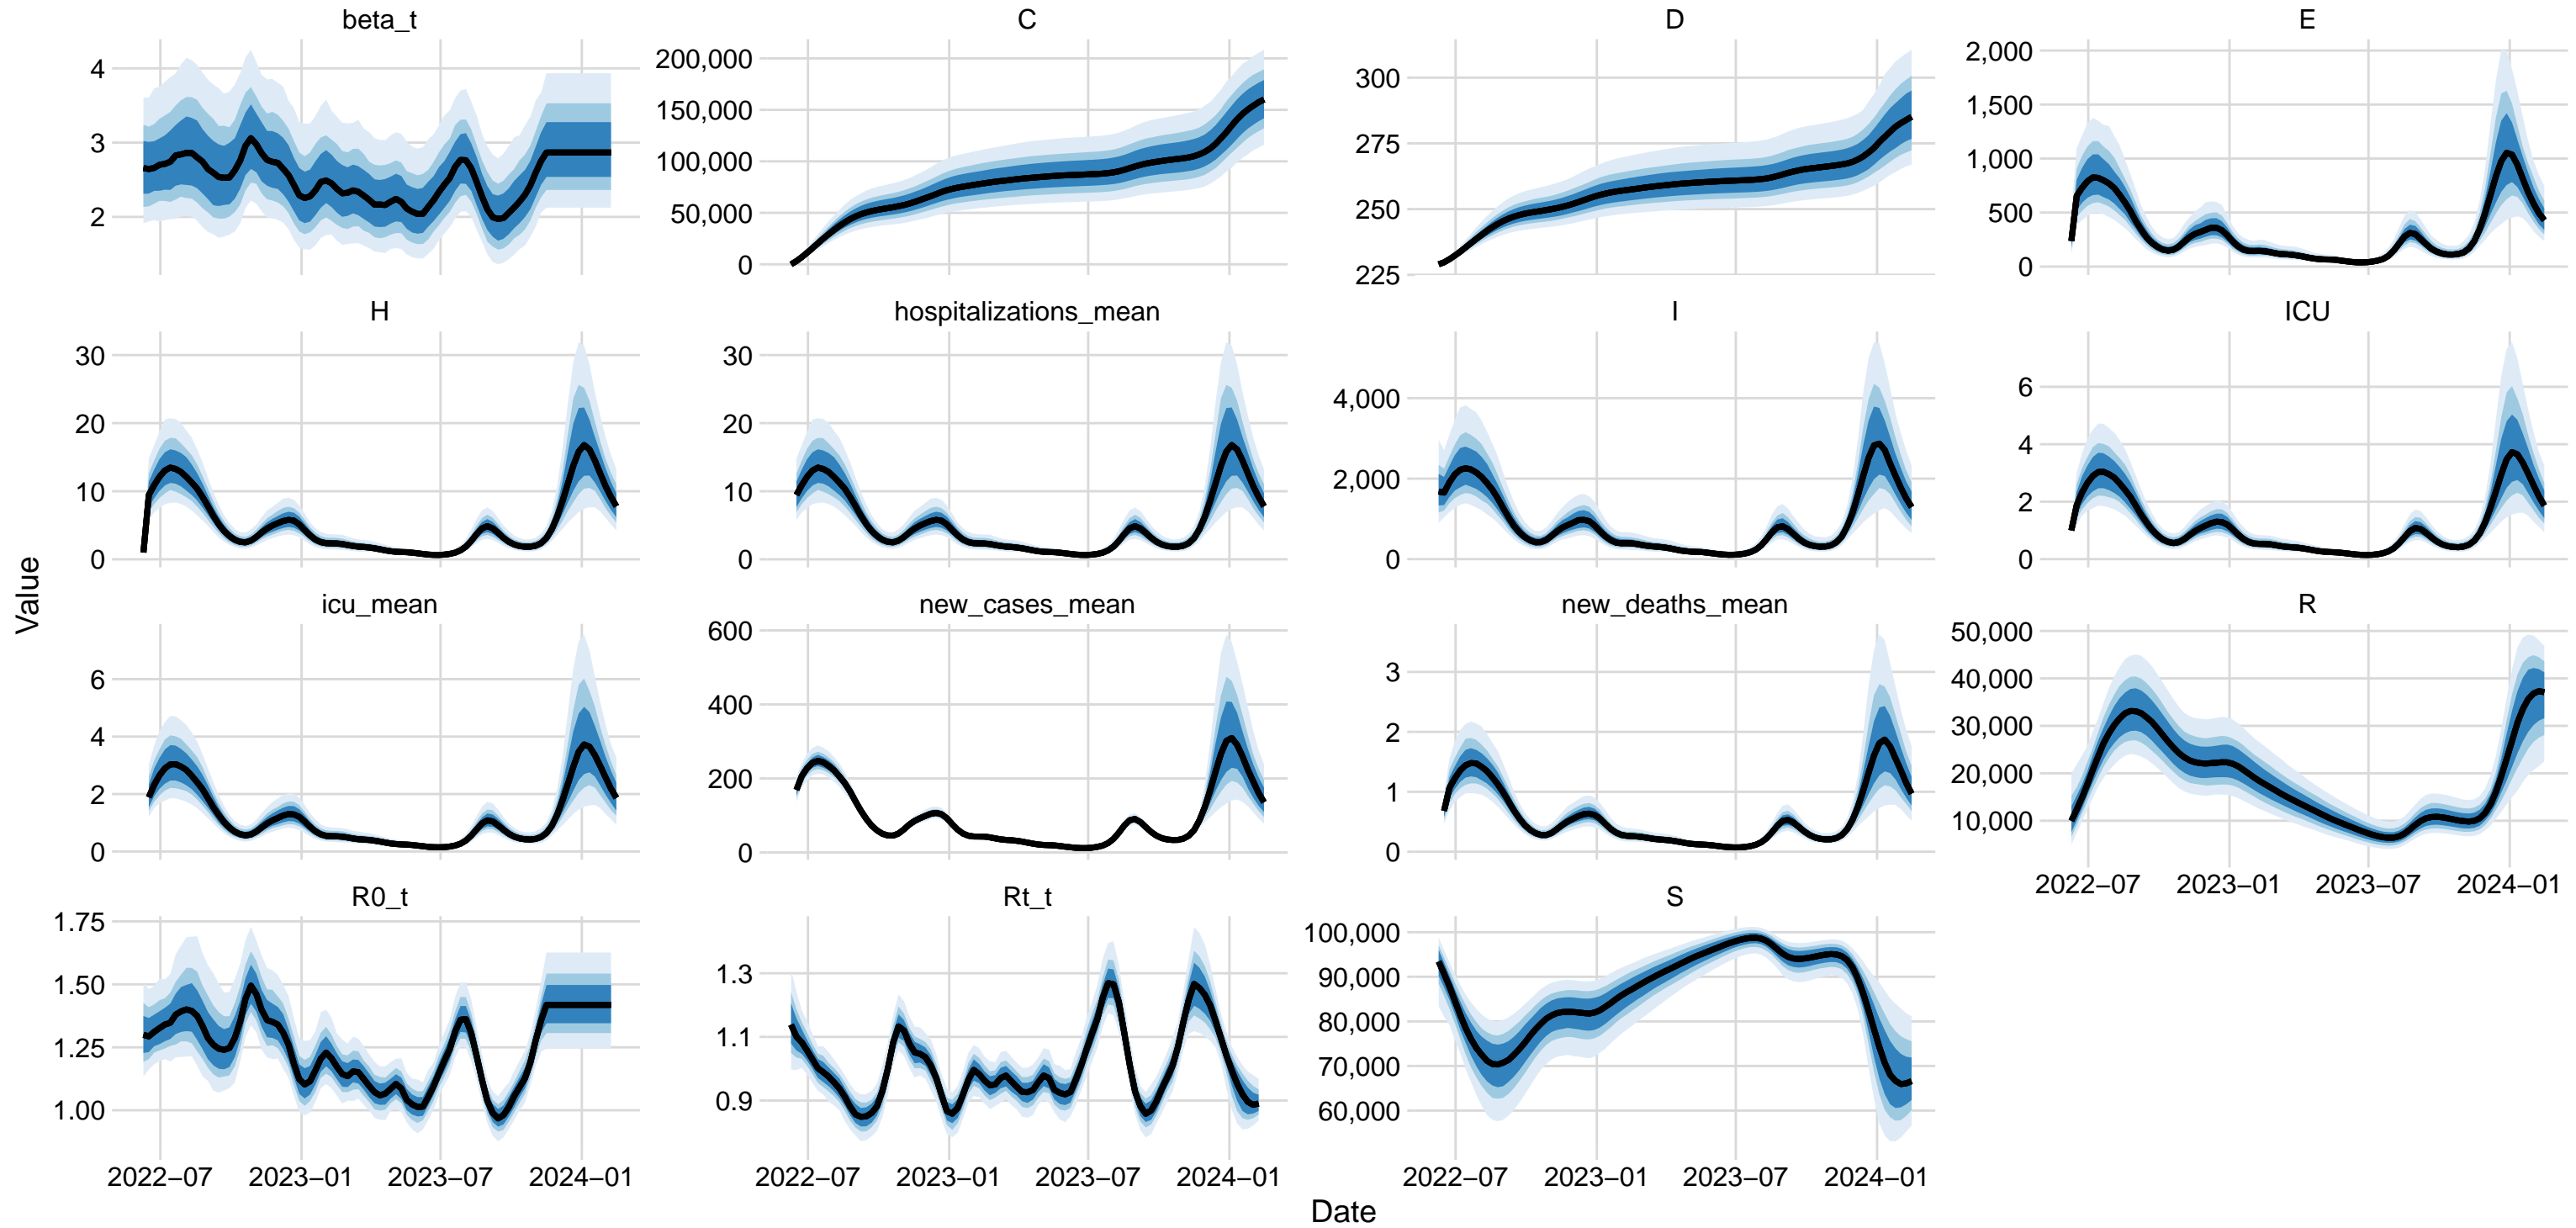 beta_t
C
D
E
4
3
2
200,000
150,000
100,000
50,000
0
300
275
250
225
2,000
1,500
1,000
500
0
H
hospitalizations_mean
I
ICU
30
20
10
0
30
20
10
0
4,000
2,000
0
6
4
2
0
Value
icu_mean
new_cases_mean
new_deaths_mean
R
6
4
2
0
600
400
200
0
3
2
1
0
50,000
40,000
30,000
20,000
10,000
2022−07 2023−01 2023−07 2024−01
R0_t
Rt_t
S
1.75
1.50
1.25
1.00
1.3
1.1
0.9
100,000
90,000
80,000
70,000
60,000
2022−07 2023−01 2023−07 2024−01
2022−07 2023−01 2023−07 2024−01
2022−07 2023−01 2023−07 2024−01
Date